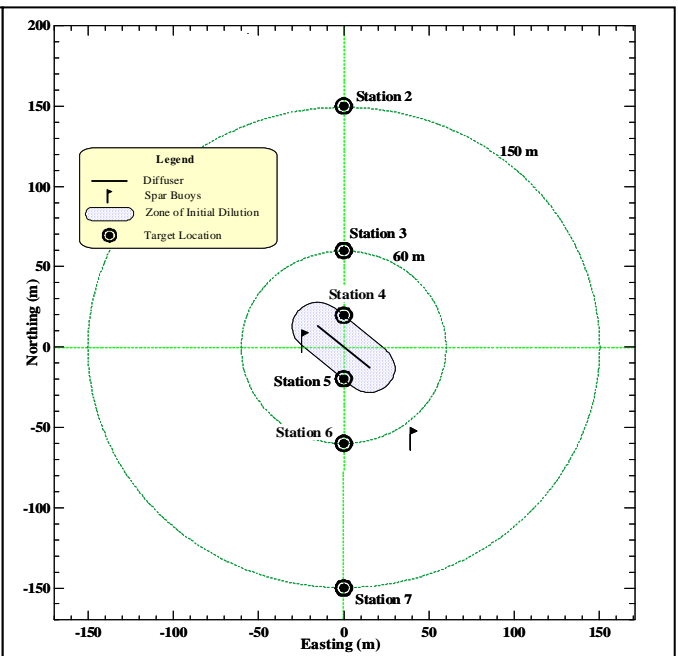 200
Station 2
150
150 m
Legend
Diffuser
Spar Buoys
Zone of Initial Dilution
Target Location
100
Station 3
60 m
50
Station 4
0
Northing (m)
Station 5
-50
Station 6
-100
-150
Station 7
-150 -100 -50 0 50 100 150
Easting (m)